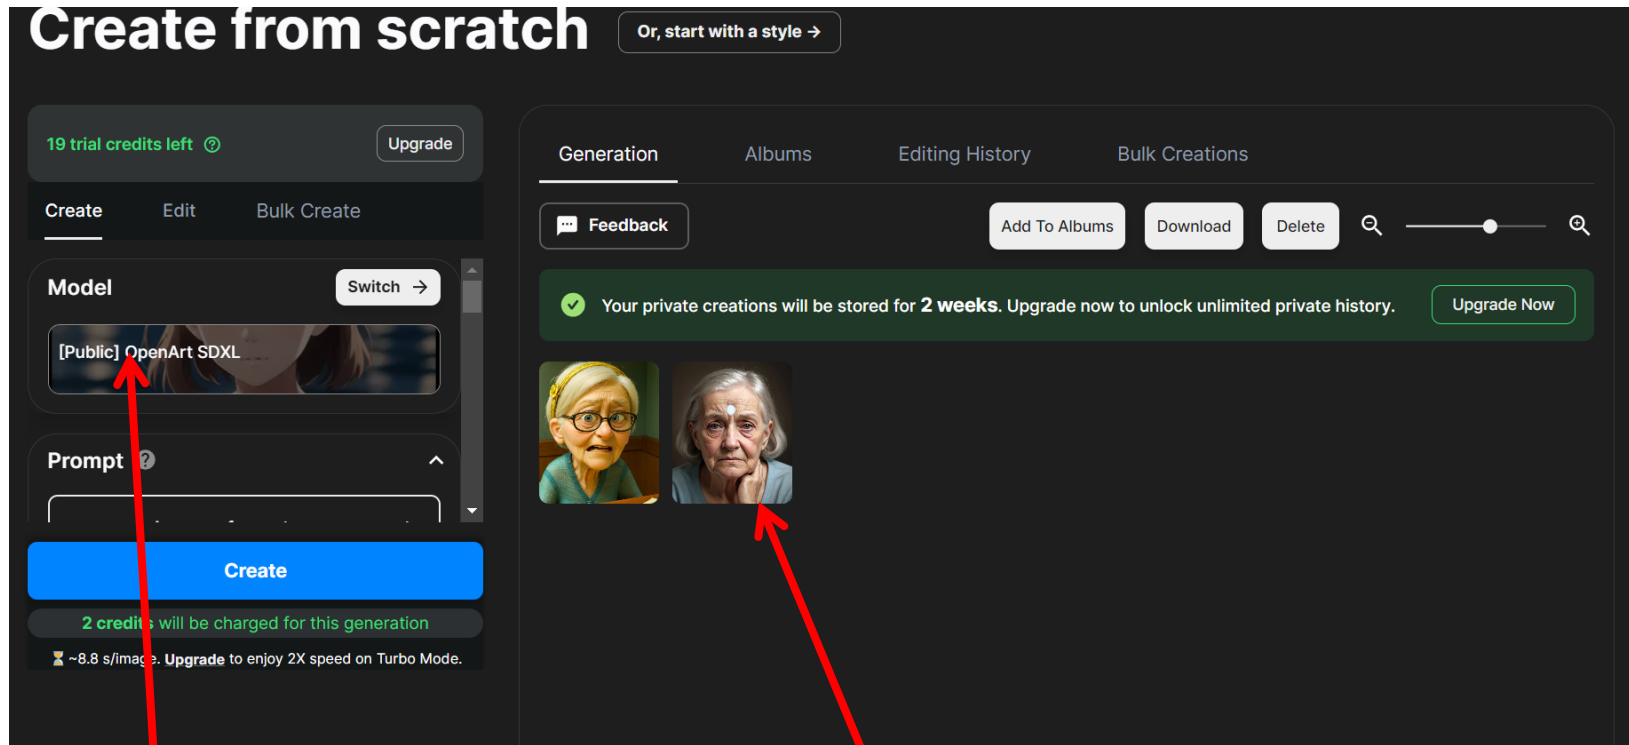 Create from scratch
Or, start with a style →
19 trial credits left
Upgrade
Create
Edit
Bulk Create
Model
Switch →
[Public] OpenArt SDXL
Prompt
Create
2 credits will be charged for this generation
~8.8 s/image. Upgrade to enjoy 2X speed on Turbo Mode.
Generation
Albums
Editing History
Bulk Creations
Feedback
Add To Albums
Download
Delete
Your private creations will be stored for 2 weeks. Upgrade now to unlock unlimited private history.
Upgrade Now